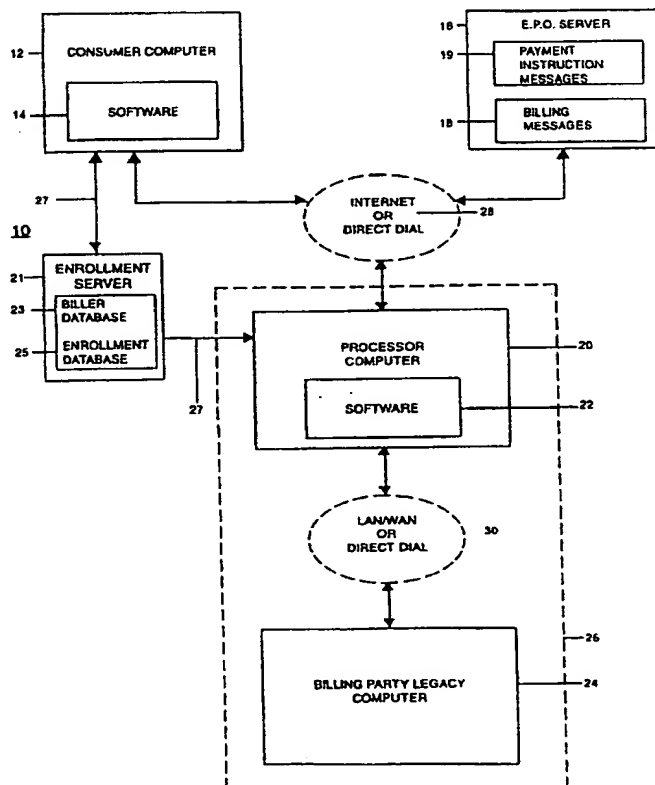 12
CONSUMER COMPUTER
14
SOFTWARE
18
E.P.O. SERVER
19
PAYMENT
INSTRUCTION
MESSAGES
18
BILLING
MESSAGES
27
INTERNET
OR
DIRECT DIAL
28
10
21
ENROLLMENT
SERVER
23
BILLER
DATABASE
25
ENROLLMENT
DATABASE
27
PROCESSOR
COMPUTER
20
SOFTWARE
22
LAN/WAN
OR
DIRECT DIAL
30
26
BILLING PARTY LEGACY
COMPUTER
24